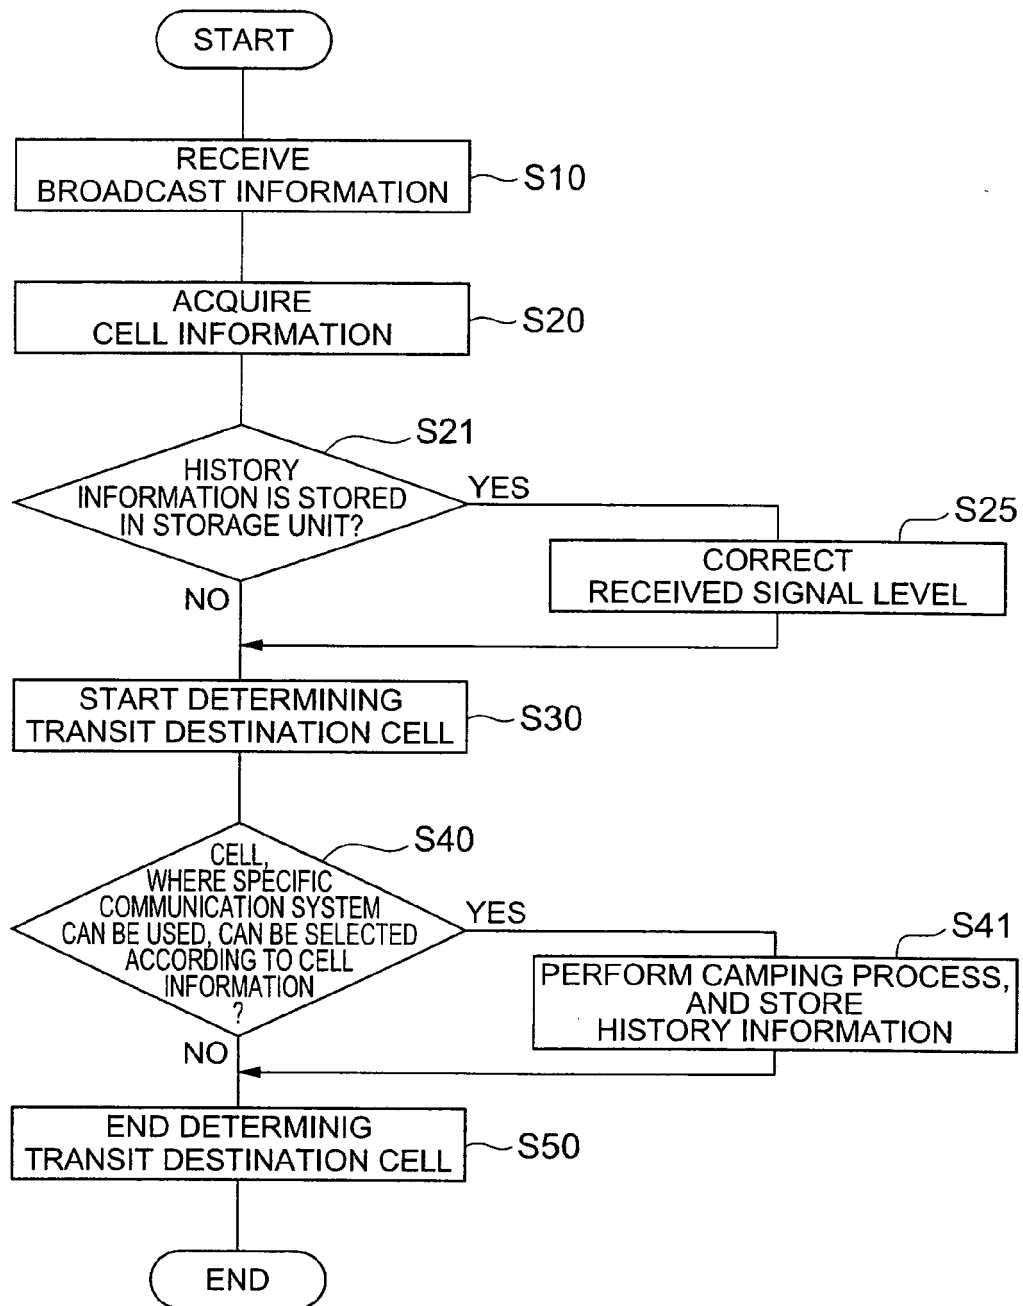 START
RECEIVE
BROADCAST INFORMATION
S10
ACQUIRE
CELL INFORMATION
S20
S21
HISTORY
INFORMATION IS STORED
IN STORAGE UNIT?
YES
NO
S25
CORRECT
RECEIVED SIGNAL LEVEL
START DETERMINING
TRANSIT DESTINATION CELL
S30
S40
CELL,
WHERE SPECIFIC
COMMUNICATION SYSTEM
CAN BE USED, CAN BE SELECTED
ACCORDING TO CELL
INFORMATION
?
YES
NO
S41
PERFORM CAMPING PROCESS,
AND STORE
HISTORY INFORMATION
END DETERMINIG
TRANSIT DESTINATION CELL
S50
END